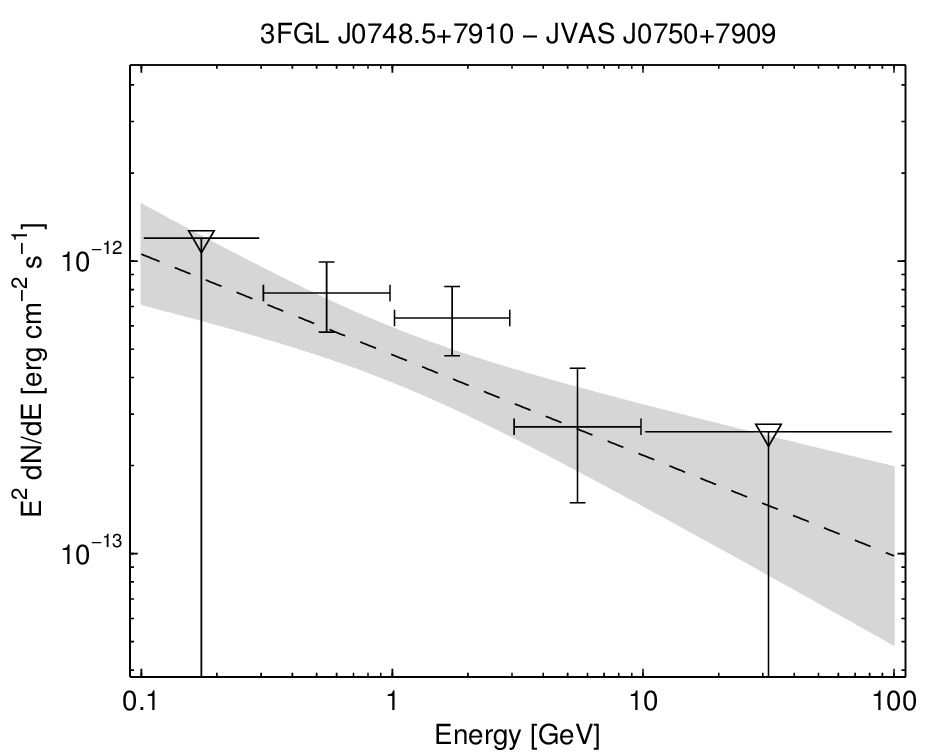 3FGL J0748.5+7910 − JVAS J0750+7909
E² dN/dE [erg cm⁻² s⁻¹]
10⁻¹²
10⁻¹³
0.1 1 10 100
Energy [GeV]